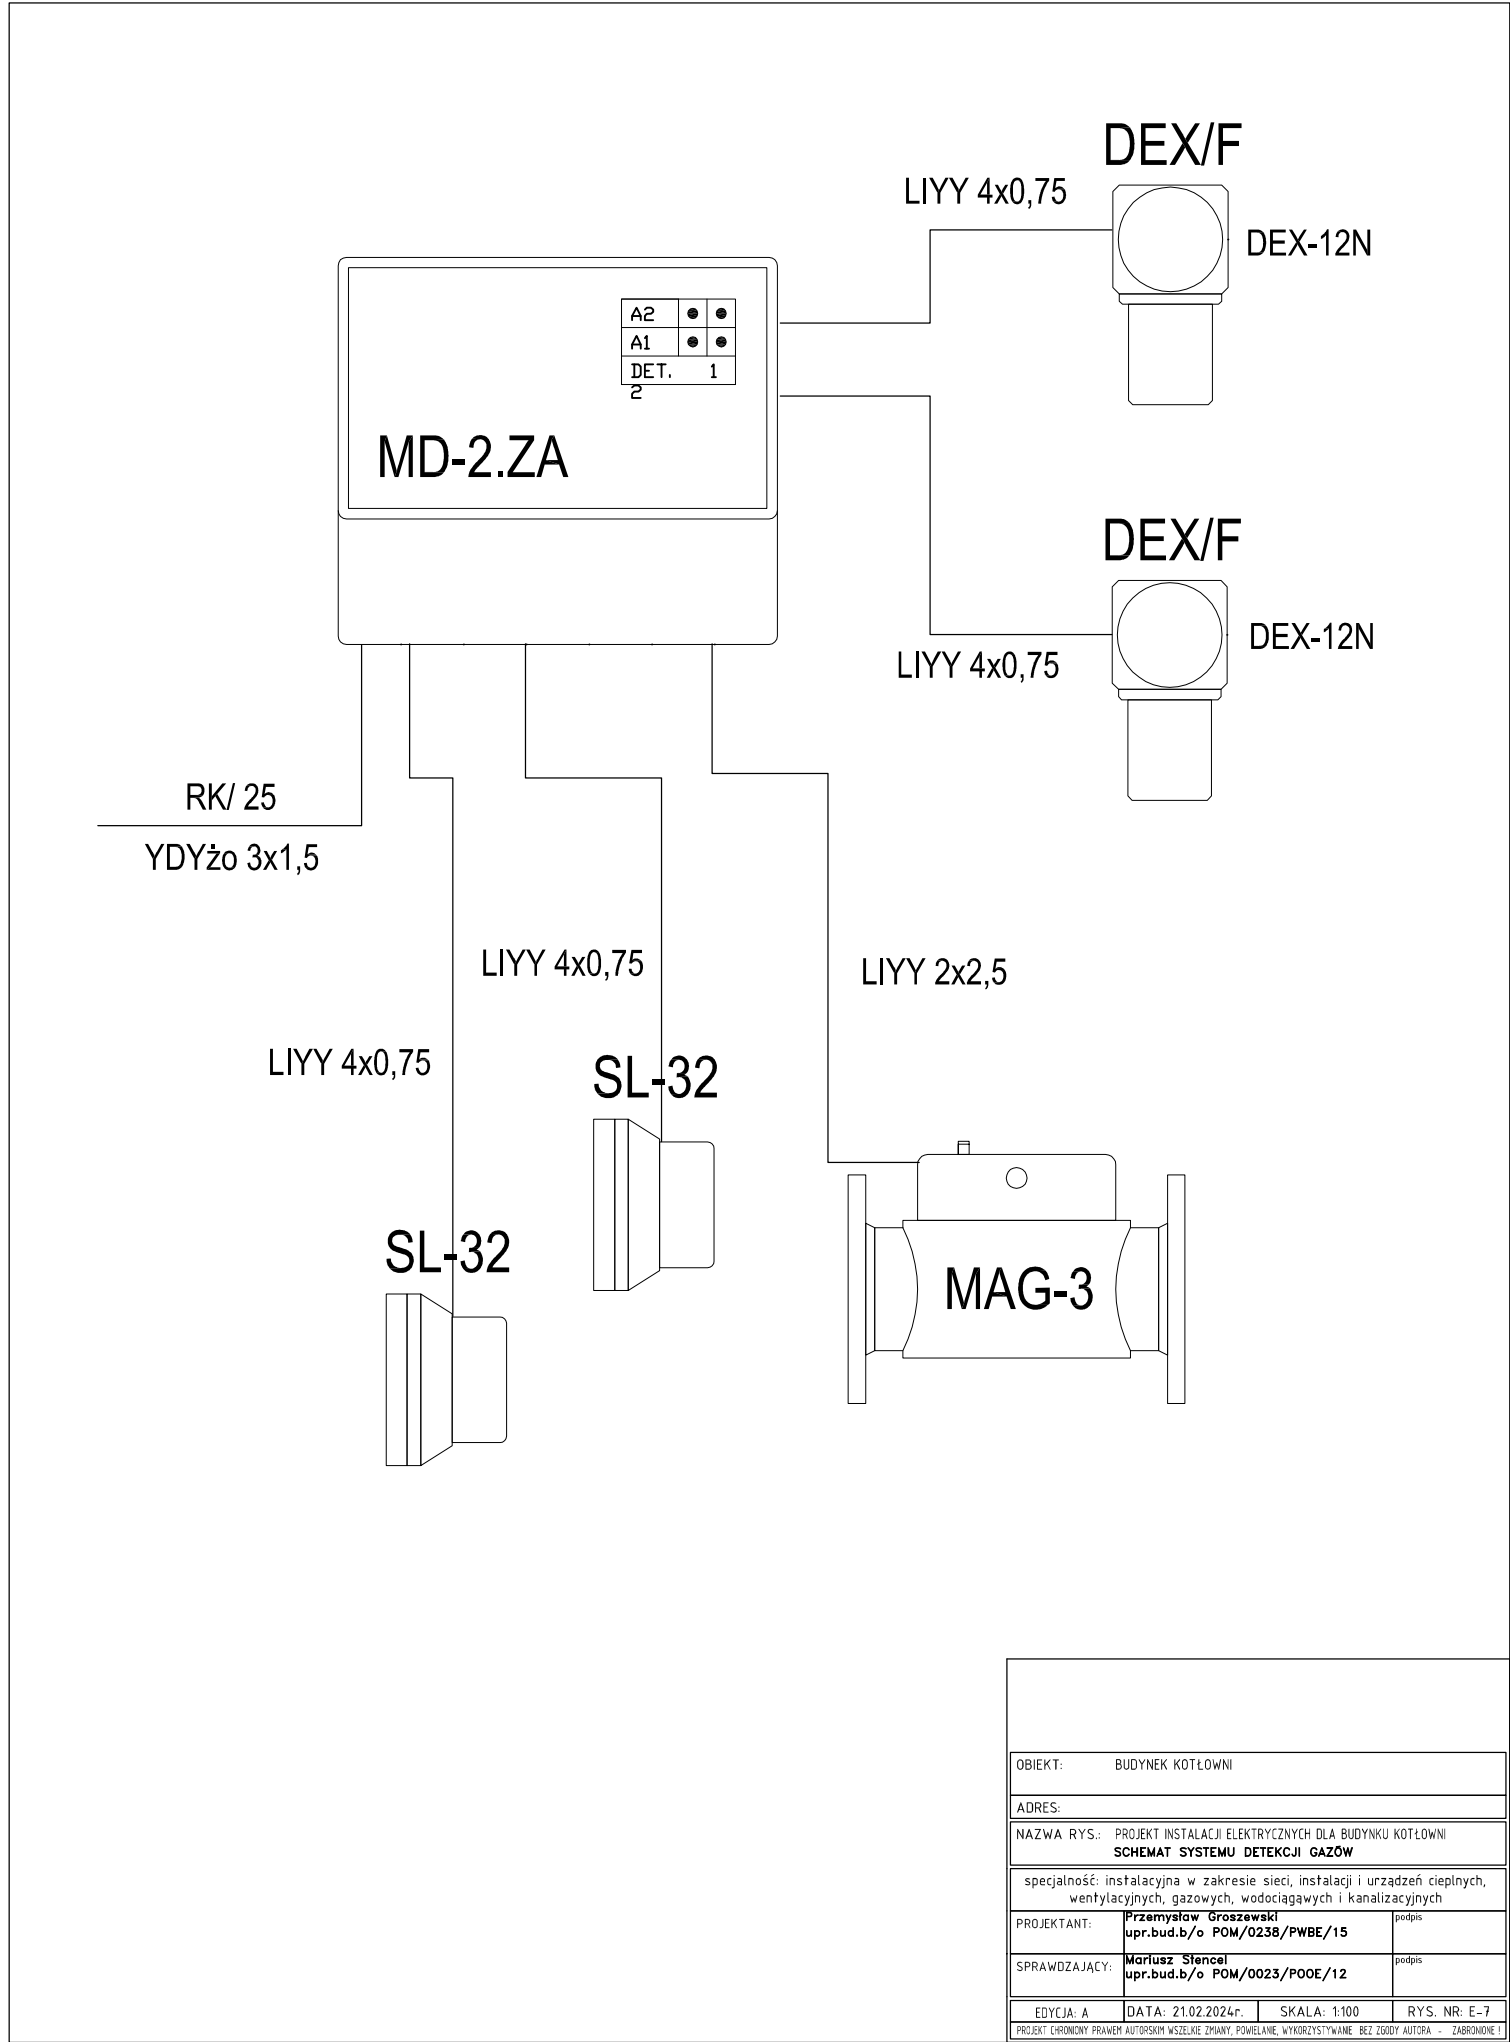 DEX/F
LIYY 4x0,75
DEX-12N
A2
A1
DET. 1
2
MD-2.ZA
DEX/F
DEX-12N
LIYY 4x0,75
RK/ 25
YDYżo 3x1,5
LIYY 4x0,75
LIYY 2x2,5
LIYY 4x0,75
SL-32
SL-32
MAG-3
OBIEKT: BUDYNEK KOTŁOWNI
ADRES:
NAZWA RYS.: PROJEKT INSTALACJI ELEKTRYCZNYCH DLA BUDYNKU KOTŁOWNI
SCHEMAT SYSTEMU DETEKCJI GAZÓW
specjalność: instalacyjna w zakresie sieci, instalacji i urządzeń cieplnych,
wentylacyjnych, gazowych, wodociągawych i kanalizacyjnych
PROJEKTANT: Przemysław Groszewski podpis
upr.bud.b/o POM/0238/PWBE/15
SPRAWDZAJĄCY: Mariusz Stencel podpis
upr.bud.b/o POM/0023/POOE/12
EDYCJA: A DATA: 21.02.2024r. SKALA: 1:100 RYS. NR: E-7
PROJEKT CHRONIONY PRAWEM AUTORSKIM WSZELKIE ZMIANY, POWIELANIE, WYKORZYSTYWANIE BEZ ZGODY AUTORA - ZABRONIONE !